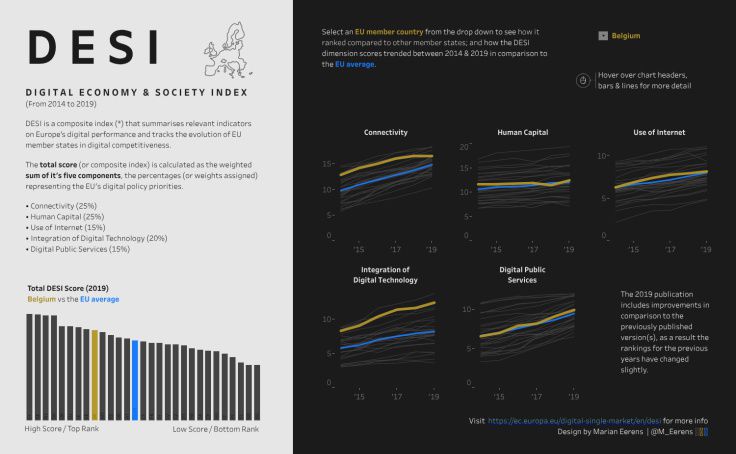 DESI
DIGITAL ECONOMY & SOCIETY INDEX
(From 2014 to 2019)
DESI is a composite index (*) that summarises relevant indicators
on Europe's digital performance and tracks the evolution of EU
member states in digital competitiveness.
The total score (or composite index) is calculated as the weighted
sum of it's five components, the percentages (or weights assigned)
representing the EU's digital policy priorities.
• Connectivity (25%)
• Human Capital (25%)
• Use of Internet (15%)
• Integration of Digital Technology (20%)
• Digital Public Services (15%)
Total DESI Score (2019)
Belgium vs the EU average
High Score / Top Rank
Low Score / Bottom Rank
Select an EU member country from the drop down to see how it
ranked compared to other member states; and how the DESI
dimension scores trended between 2014 & 2019 in comparison to
the EU average.
Belgium
Hover over chart headers,
bars & lines for more detail
Connectivity
15
10
5
0
'15 '17 '19
Human Capital
20
15
10
5
0
'15 '17 '19
Use of Internet
10
5
0
'15 '17 '19
Integration of
Digital Technology
10
5
0
'15 '17 '19
Digital Public
Services
10
5
0
'15 '17 '19
The 2019 publication
includes improvements in
comparison to the
previously published
version(s), as a result the
rankings for the previous
years have changed
slightly.
Visit https://ec.europa.eu/digital-single-market/en/desi for more info
Design by Marian Eerens | @M_Eerens